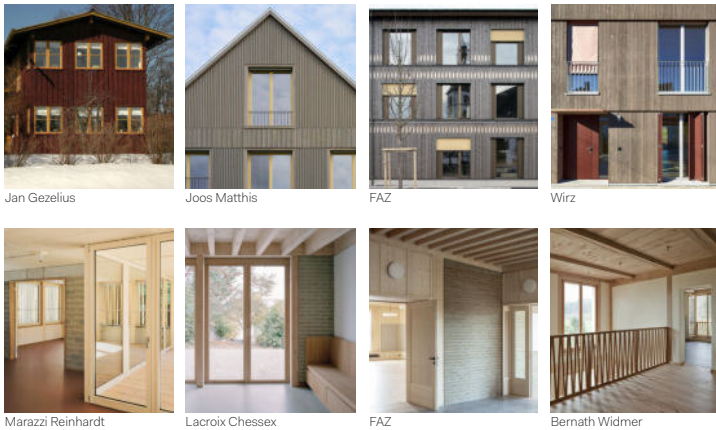 Jan Gezelius
Joos Matthis
FAZ
Wirz
Marazzi Reinhardt
Lacroix Chessex
FAZ
Bernath Widmer